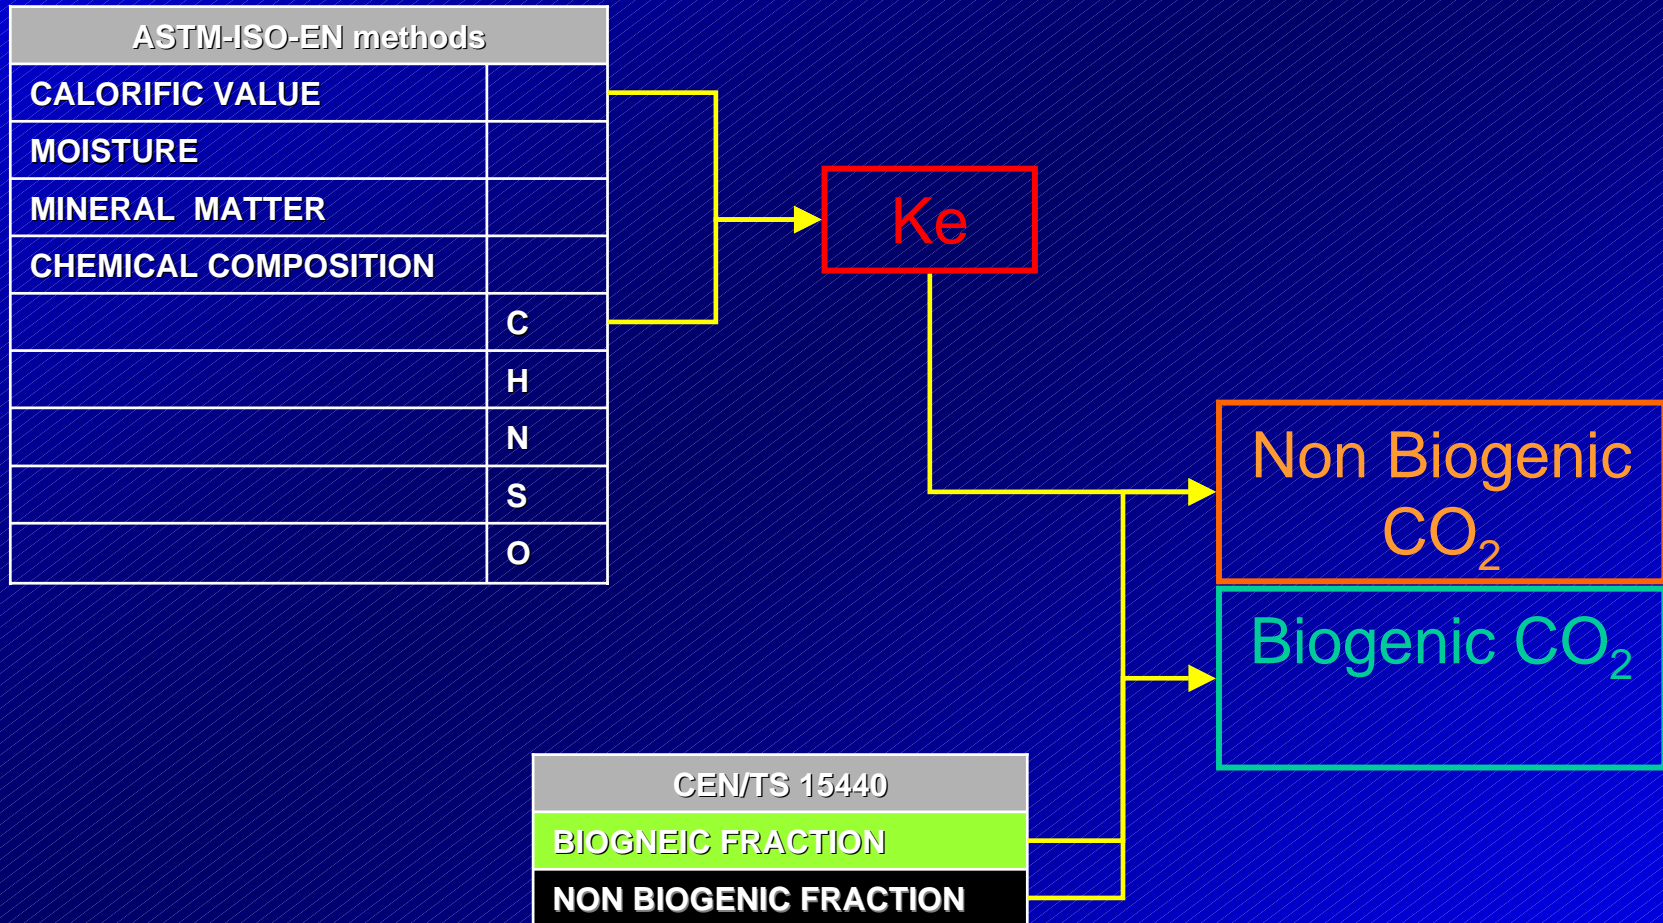 ASTM-ISO-EN methods
CALORIFIC VALUE
MOISTURE
MINERAL MATTER
CHEMICAL COMPOSITION
C
H
N
S
O
Ke
Non Biogenic
CO₂
Biogenic CO₂
CEN/TS 15440
BIOGNEIC FRACTION
NON BIOGENIC FRACTION